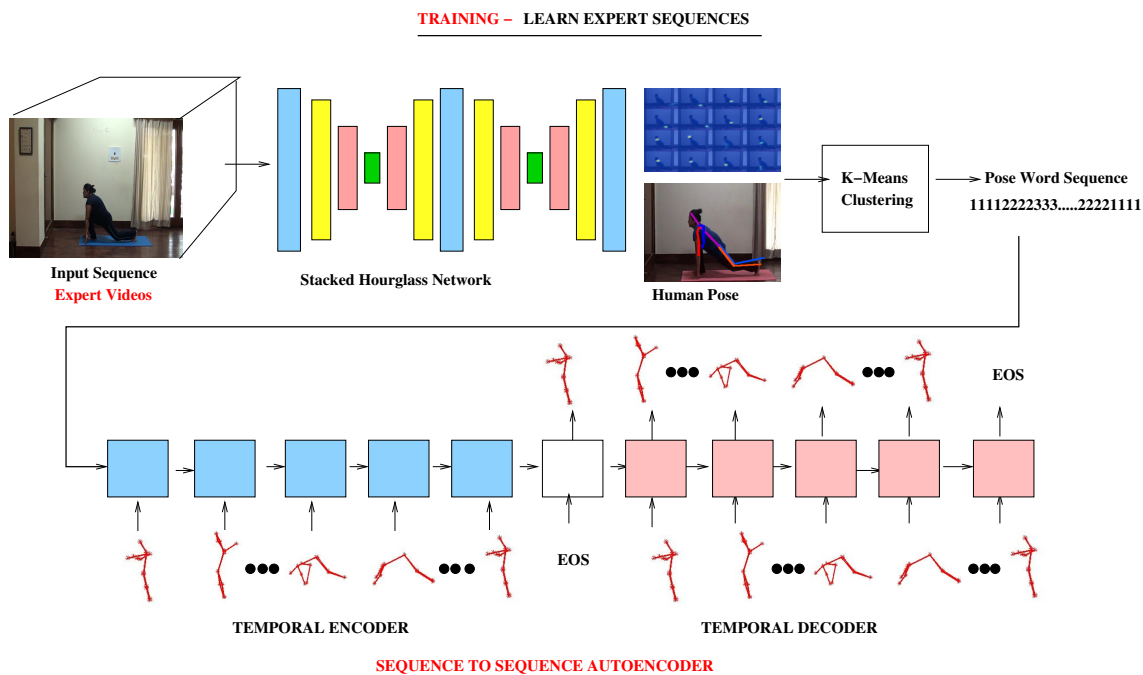 TRAINING – LEARN EXPERT SEQUENCES
K–Means
Clustering
Pose Word Sequence
11112222333.....22221111
Input Sequence
Expert Videos
Stacked Hourglass Network
Human Pose
EOS
EOS
TEMPORAL ENCODER
TEMPORAL DECODER
SEQUENCE TO SEQUENCE AUTOENCODER